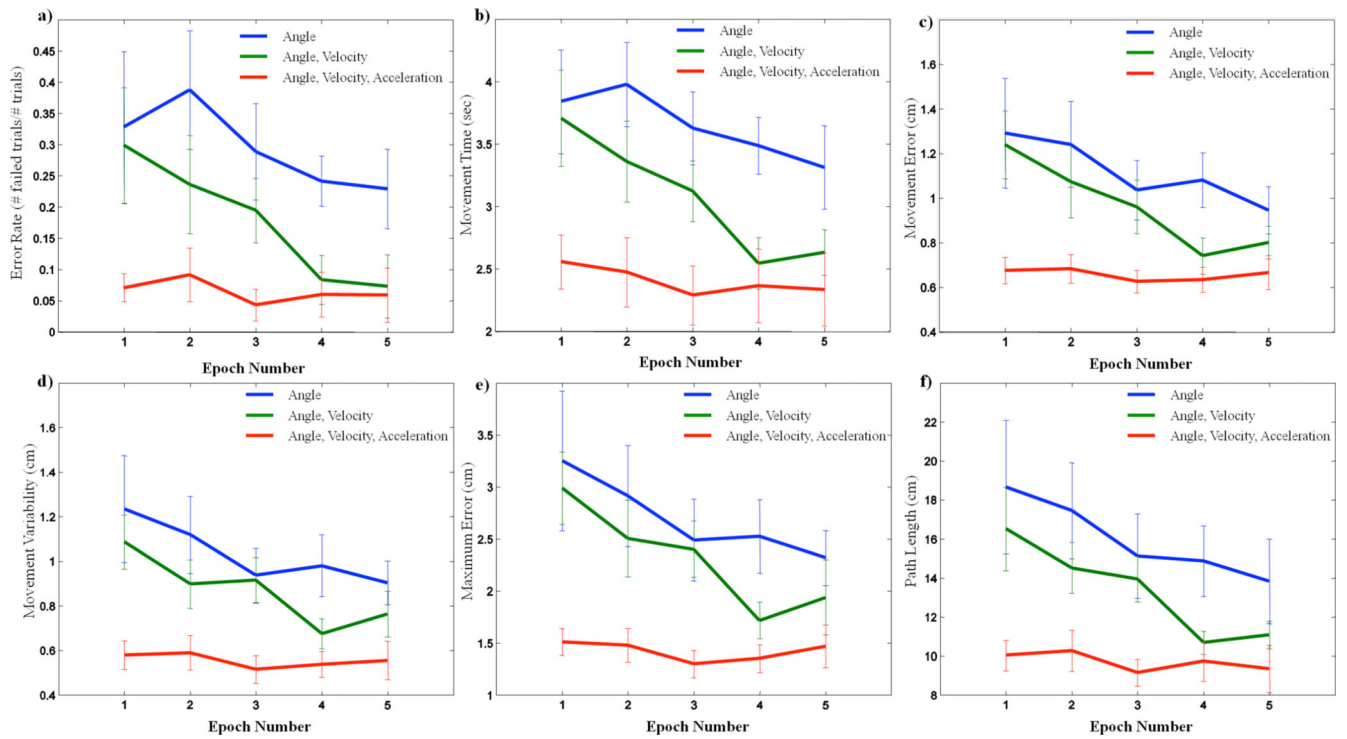 a)
Angle
Angle, Velocity
Angle, Velocity, Acceleration
Error Rate (# failed trials/# trials)
0.45
0.4
0.35
0.3
0.25
0.2
0.15
0.1
0.05
0
1 2 3 4 5
Epoch Number
b)
Angle
Angle, Velocity
Angle, Velocity, Acceleration
Movement Time (sec)
4
3.5
3
2.5
2
1 2 3 4 5
Epoch Number
c)
Angle
Angle, Velocity
Angle, Velocity, Acceleration
Movement Error (cm)
1.6
1.4
1.2
1
0.8
0.6
0.4
1 2 3 4 5
Epoch Number
d)
Angle
Angle, Velocity
Angle, Velocity, Acceleration
Movement Variability (cm)
1.6
1.4
1.2
1
0.8
0.6
0.4
1 2 3 4 5
Epoch Number
e)
Angle
Angle, Velocity
Angle, Velocity, Acceleration
Maximum Error (cm)
3.5
3
2.5
2
1.5
1
1 2 3 4 5
Epoch Number
f)
Angle
Angle, Velocity
Angle, Velocity, Acceleration
Path Length (cm)
22
20
18
16
14
12
10
8
1 2 3 4 5
Epoch Number